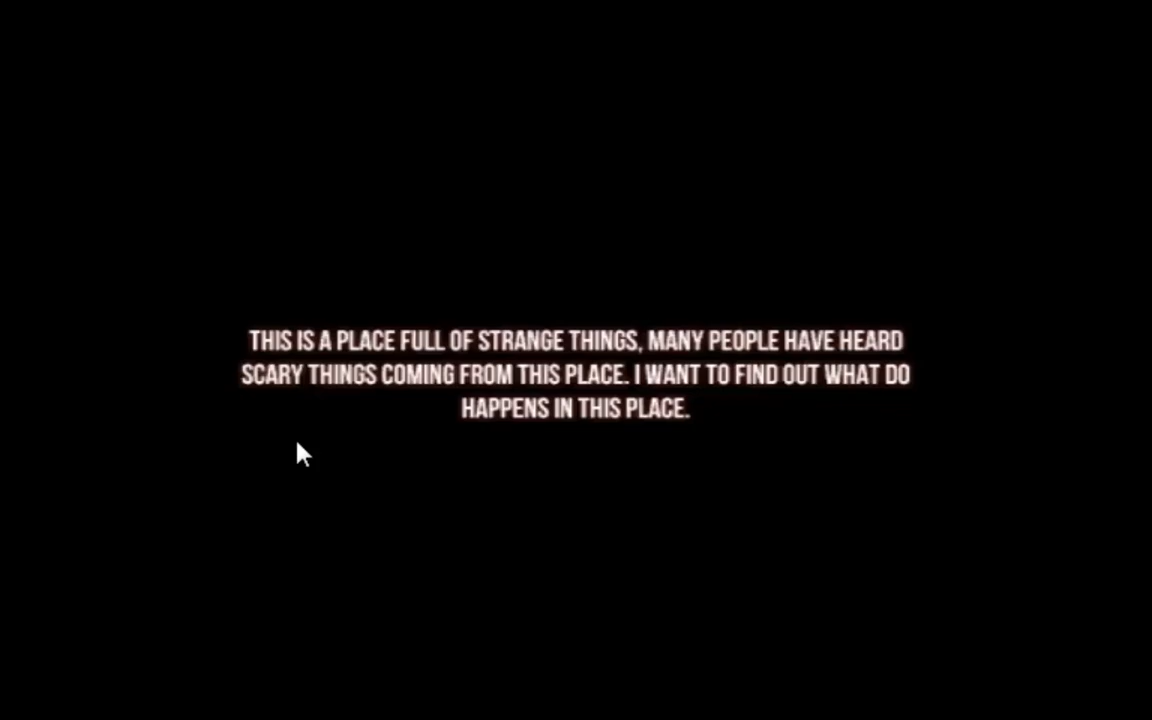 THIS IS A PLACE FULL OF STRANGE THINGS, MANY PEOPLE HAVE HEARD
SCARY THINGS COMING FROM THIS PLACE. I WANT TO FIND OUT WHAT DO
HAPPENS IN THIS PLACE.